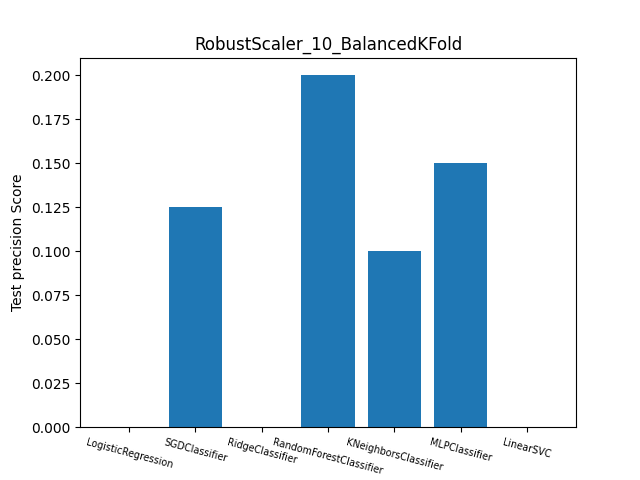 RobustScaler_10_BalancedKFold
Test precision Score
0.200
0.175
0.150
0.125
0.100
0.075
0.050
0.025
0.000
LogisticRegression
SGDClassifier
RidgeClassifier
RandomForestClassifier
KNeighborsClassifier
MLPClassifier
LinearSVC